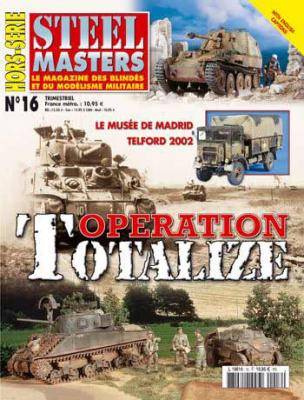 HORS-SÉRIE
STEEL
MASTERS
LE MAGAZINE DES BLINDÉS
ET DU MODÉLISME MILITAIRE
N°16
TRIMESTRIEL
France métro. : 10,95 €
LE MUSÉE DE MADRID
TELFORD 2002
OPERATION
TOTALIZE